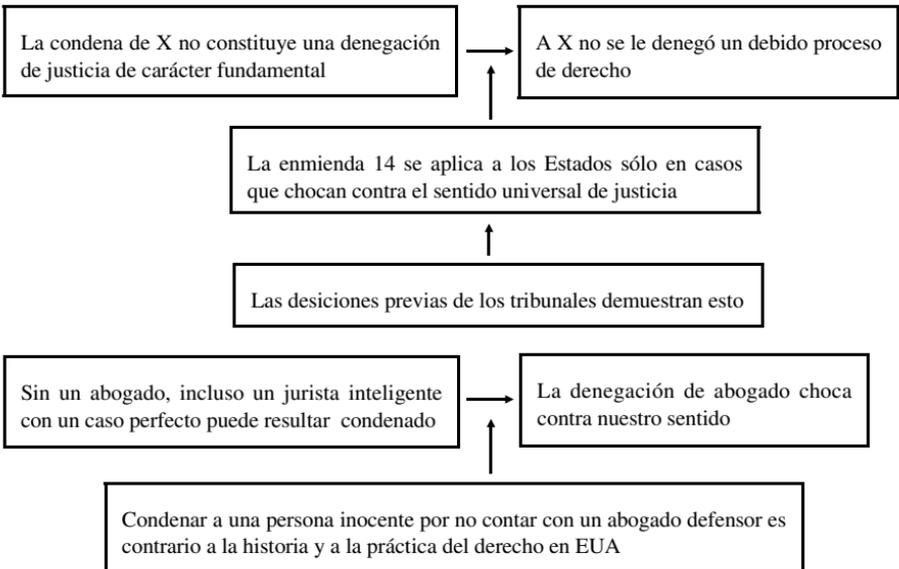 La condena de X no constituye una denegación
de justicia de carácter fundamental
A X no se le denegó un debido proceso
de derecho
La enmienda 14 se aplica a los Estados sólo en casos
que chocan contra el sentido universal de justicia
Las desiciones previas de los tribunales demuestran esto
Sin un abogado, incluso un jurista inteligente
con un caso perfecto puede resultar condenado
La denegación de abogado choca
contra nuestro sentido
Condenar a una persona inocente por no contar con un abogado defensor es
contrario a la historia y a la práctica del derecho en EUA